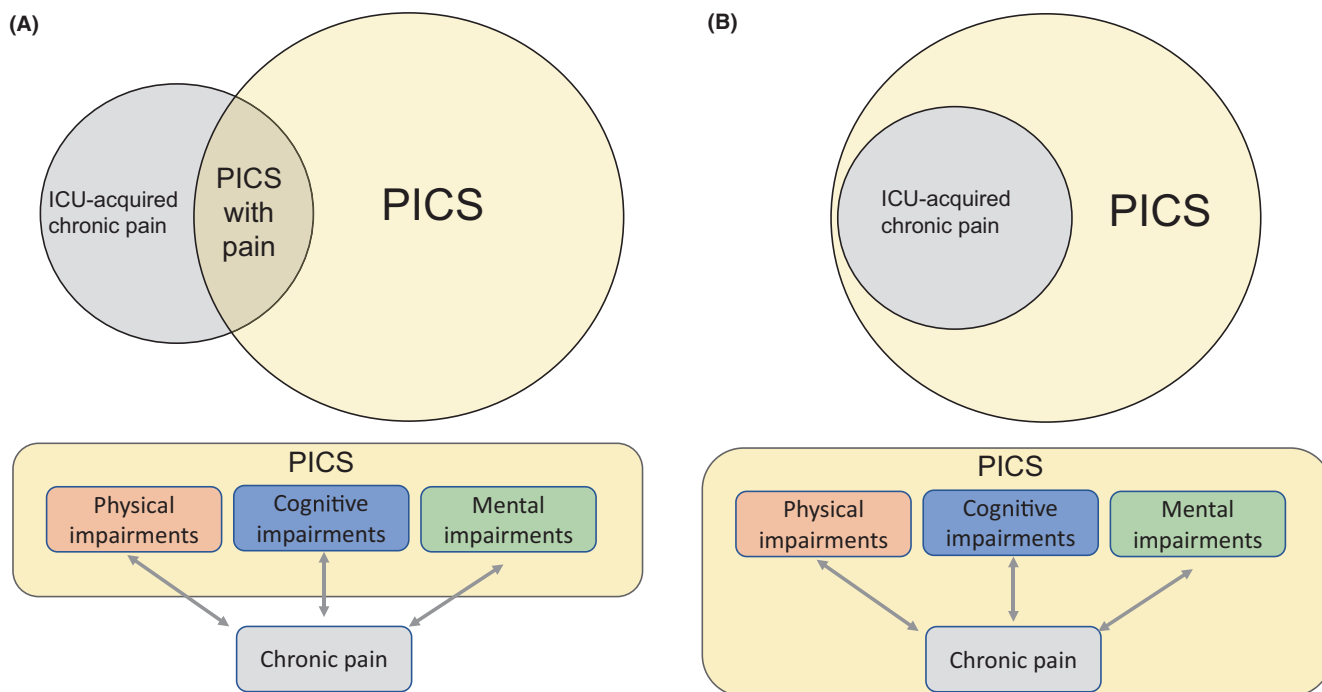 (A)
ICU-acquired
chronic pain
PICS
with
pain
PICS
PICS
Physical
impairments
Cognitive
impairments
Mental
impairments
Chronic pain
(B)
ICU-acquired
chronic pain
PICS
PICS
Physical
impairments
Cognitive
impairments
Mental
impairments
Chronic pain